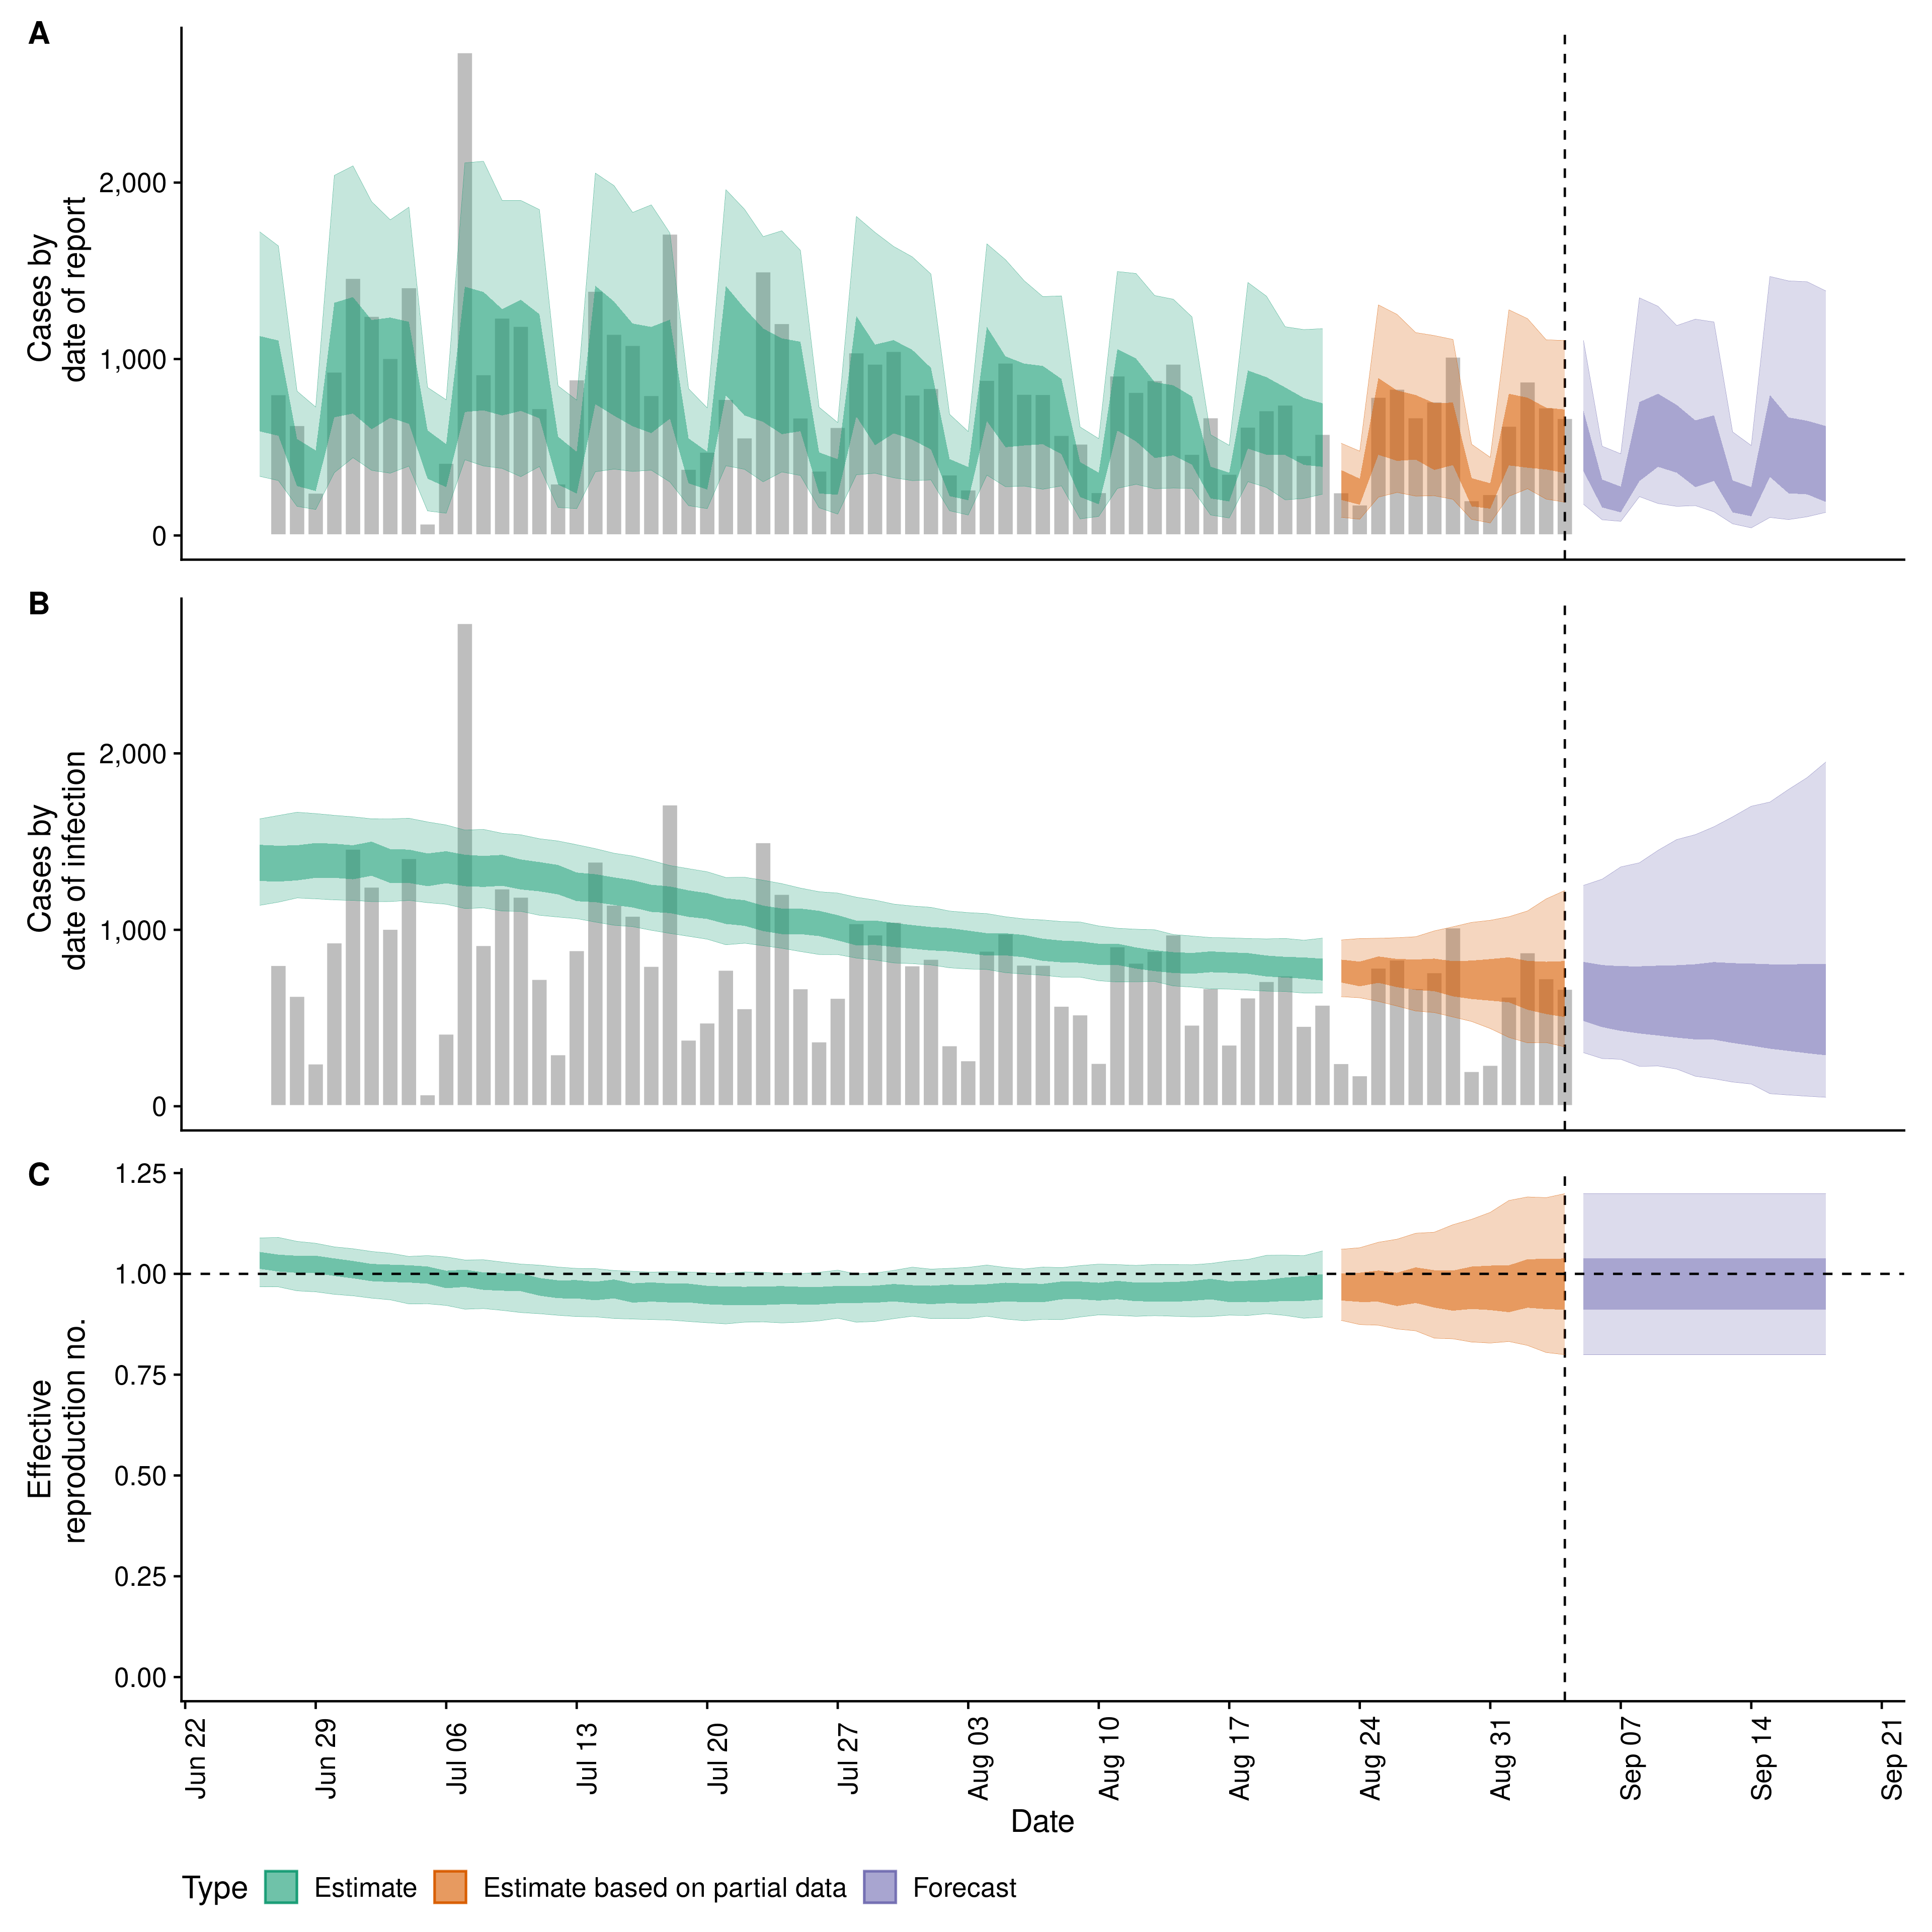 A
Cases by
date of report
2,000
1,000
0
B
Cases by
date of infection
2,000
1,000
0
C
Effective
reproduction no.
1.25
1.00
0.75
0.50
0.25
0.00
Jun 22
Jun 29
Jul 06
Jul 13
Jul 20
Jul 27
Aug 03
Aug 10
Aug 17
Aug 24
Aug 31
Sep 07
Sep 14
Sep 21
Date
Type Estimate Estimate based on partial data Forecast